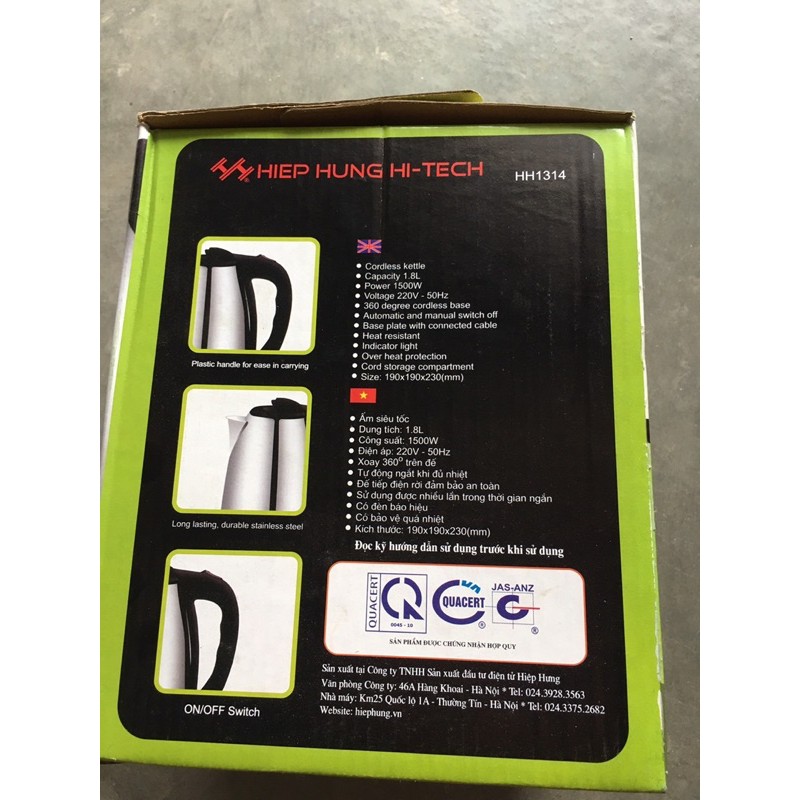 HIEP HUNG HI-TECH
HH1314
Cordless kettle
Capacity 1.8L
Power 1500W
Voltage 220V - 50Hz
360 degree cordless base
Automatic and manual switch off
Base plate with connected cable
Heat resistant
Indicator light
Over heat protection
Cord storage compartment
Size: 190x190x230(mm)
Plastic handle for ease in carrying
Ấm siêu tốc
Dung tích: 1.8L
Công suất: 1500W
Điện áp: 220V - 50Hz
Xoay 360⁰ trên đế
Tự động ngắt khi đủ nhiệt
Đế tiếp điện rời đảm bảo an toàn
Sử dụng được nhiều lần trong thời gian ngắn
Có đèn báo hiệu
Có bảo vệ quá nhiệt
Kích thước: 190x190x230(mm)
Long lasting, durable stainless steel
Đọc kỹ hướng dẫn sử dụng trước khi sử dụng
QUACERT
0045 - 10
QUACERT
®
JAS-ANZ
®
SẢN PHẨM ĐƯỢC CHỨNG NHẬN HỢP QUY
Sản xuất tại Công ty TNHH Sản xuất đầu tư điện tử Hiệp Hưng
Văn phòng Công ty: 46A Hàng Khoai - Hà Nội * Tel: 024.3928.3563
Nhà máy: Km25 Quốc lộ 1A - Thường Tín - Hà Nội * Tel: 024.3375.2682
Website: hiephung.vn
ON/OFF Switch